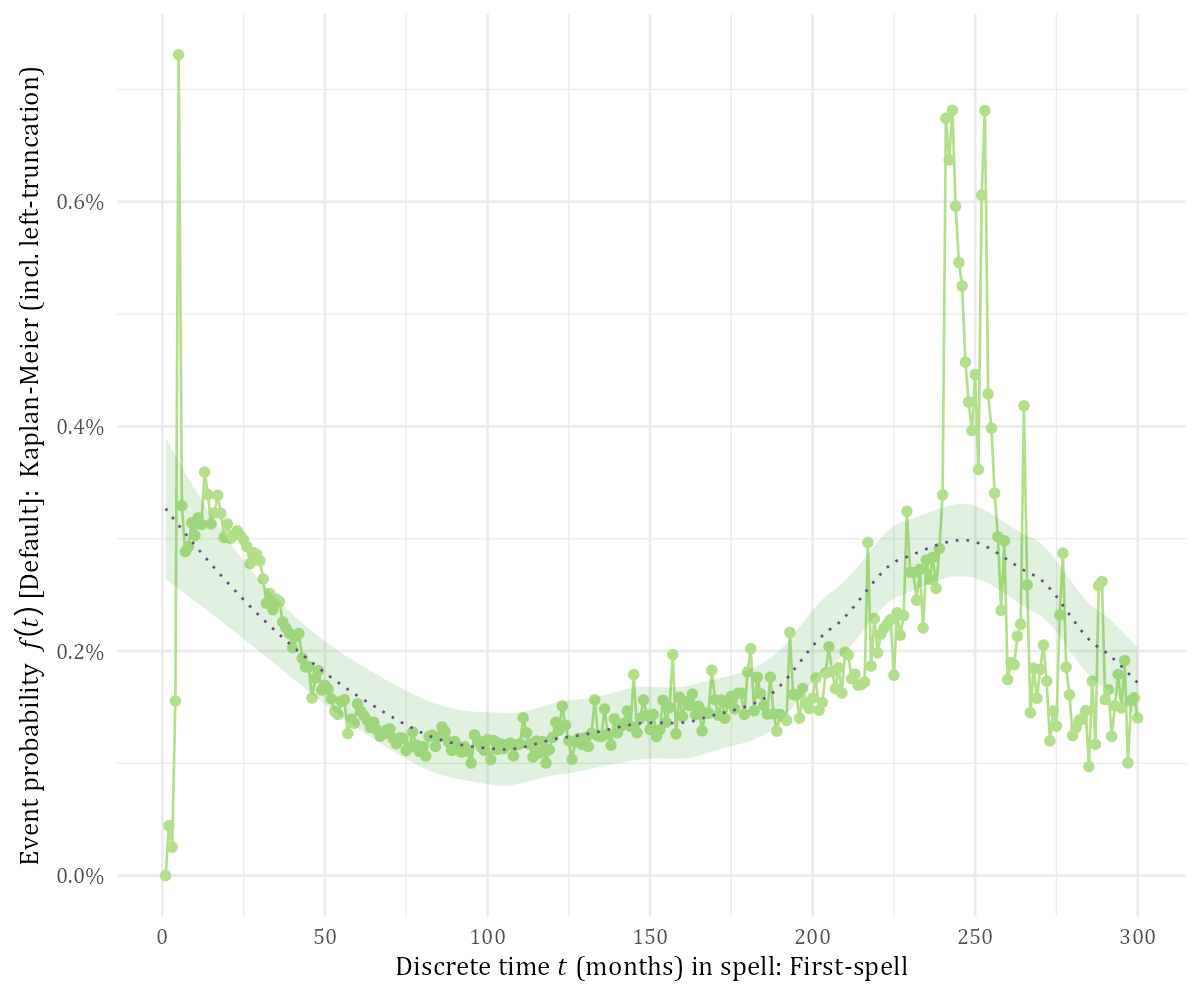 Event probability f(t) [Default]: Kaplan-Meier (incl. left-truncation)
0.6%
0.4%
0.2%
0.0%
0 50 100 150 200 250 300
Discrete time t (months) in spell: First-spell